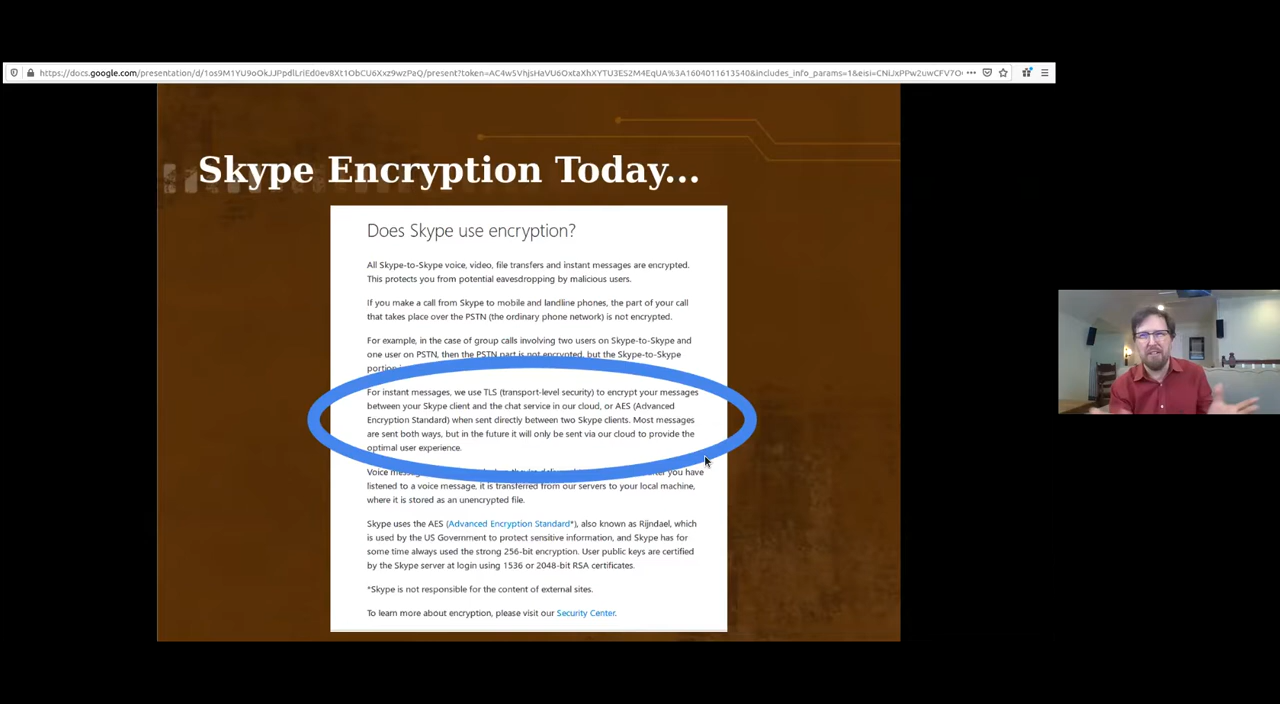 https://docs.google.com/presentation/d/
Skype Encryption Today...
Does Skype use encryption?
All Skype-to-Skype voice, video, file transfers and instant messages are encrypted.
This protects you from potential eavesdropping by malicious users.
If you make a call from Skype to mobile and landline phones, the part of your call
that takes place over the PSTN (the ordinary phone network) is not encrypted.
For example, in the case of group calls involving two users on Skype-to-Skype and
one user on PSTN, then the PSTN part is not encrypted, but the Skype-to-Skype
For instant messages, we use TLS (transport-level security) to encrypt your messages
between your Skype client and the chat service in our cloud, or AES (Advanced
Encryption Standard) when sent directly between two Skype clients. Most messages
are sent both ways, but in the future it will only be sent via our cloud to provide the
optimal user experience.
Voice you have
listened to a voice message, it is transferred from our servers to your local machine,
where it is stored as an unencrypted file.
Skype uses the AES (Advanced Encryption Standard*), also known as Rijndael, which
is used by the US Government to protect sensitive information, and Skype has for
some time always used the strong 256-bit encryption. User public keys are certified
by the Skype server at login using 1536 or 2048-bit RSA certificates.
*Skype is not responsible for the content of external sites.
To learn more about encryption, please visit our Security Center.